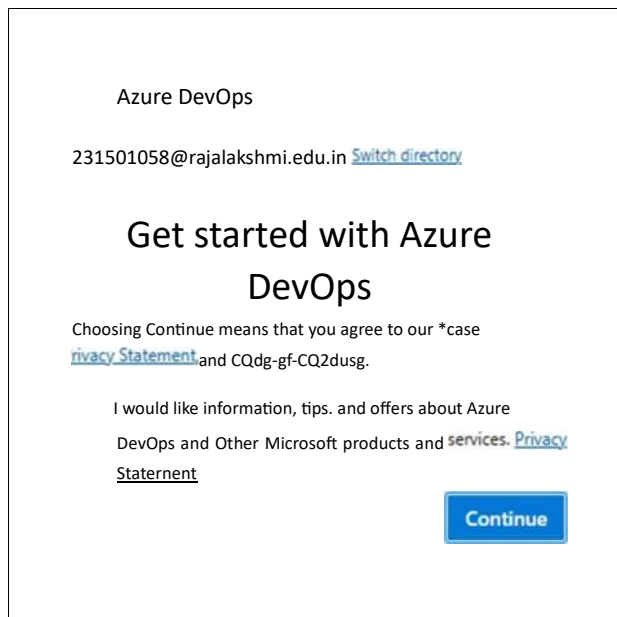 Azure DevOps
231501058@rajalakshmi.edu.in Switch directory
Get started with Azure
DevOps
Choosing Continue means that you agree to our *case
rivacy Statement and CQdg-gf-CQ2dusg.
I would like information, tips. and offers about Azure
DevOps and Other Microsoft products and services. Privacy
Staternent
Continue